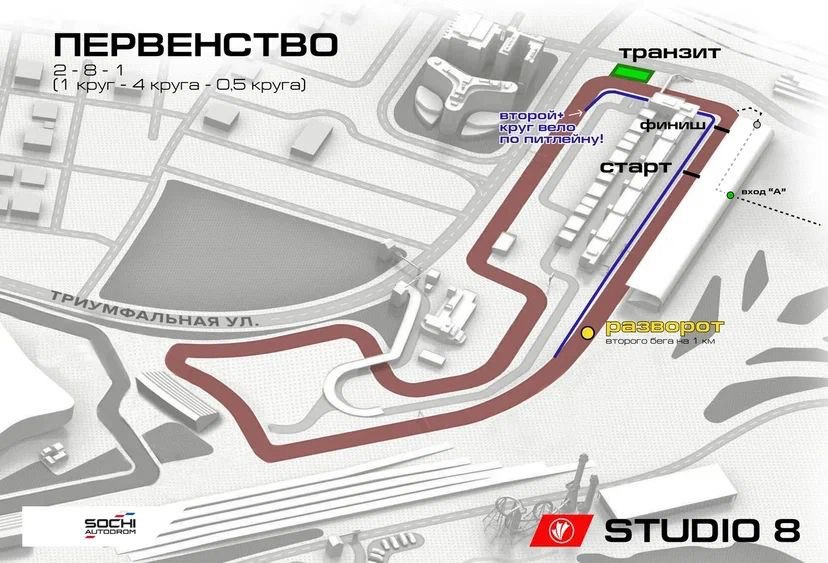 ПЕРВЕНСТВО
2 - 8 - 1
(1 круг - 4 круга - 0,5 круга)
транзит
второй+
круг вело
по питлейну!
финиш
старт
вход "А"
ТРИУМФАЛЬНАЯ УЛ.
разворот
второго бега на 1 км
SOCHI
AUTODROM
STUDIO 8